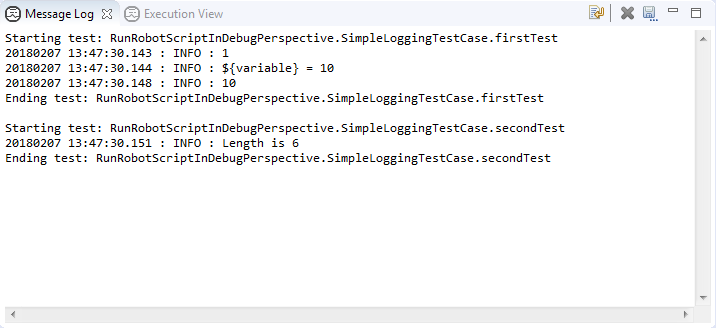 Message Log
Execution View
Starting test: RunRobotScriptInDebugPerspective.SimpleLoggingTestCase.firstTest
20180207 13:47:30.143 : INFO : 1
20180207 13:47:30.144 : INFO : ${variable} = 10
20180207 13:47:30.148 : INFO : 10
Ending test: RunRobotScriptInDebugPerspective.SimpleLoggingTestCase.firstTest

Starting test: RunRobotScriptInDebugPerspective.SimpleLoggingTestCase.secondTest
20180207 13:47:30.151 : INFO : Length is 6
Ending test: RunRobotScriptInDebugPerspective.SimpleLoggingTestCase.secondTest